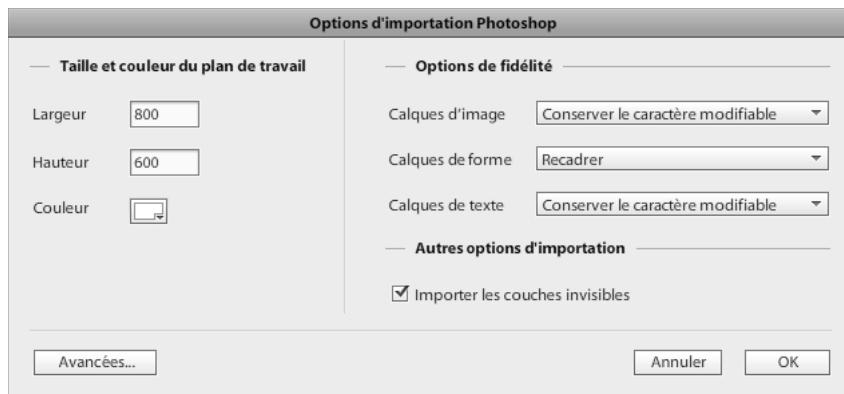 Options d'importation Photoshop
Taille et couleur du plan de travail
Largeur 800
Hauteur 600
Couleur
Options de fidélité
Calques d'image Conserver le caractère modifiable
Calques de forme Recadrer
Calques de texte Conserver le caractère modifiable
Autres options d'importation
Importer les couches invisibles
Avancées...
Annuler
OK